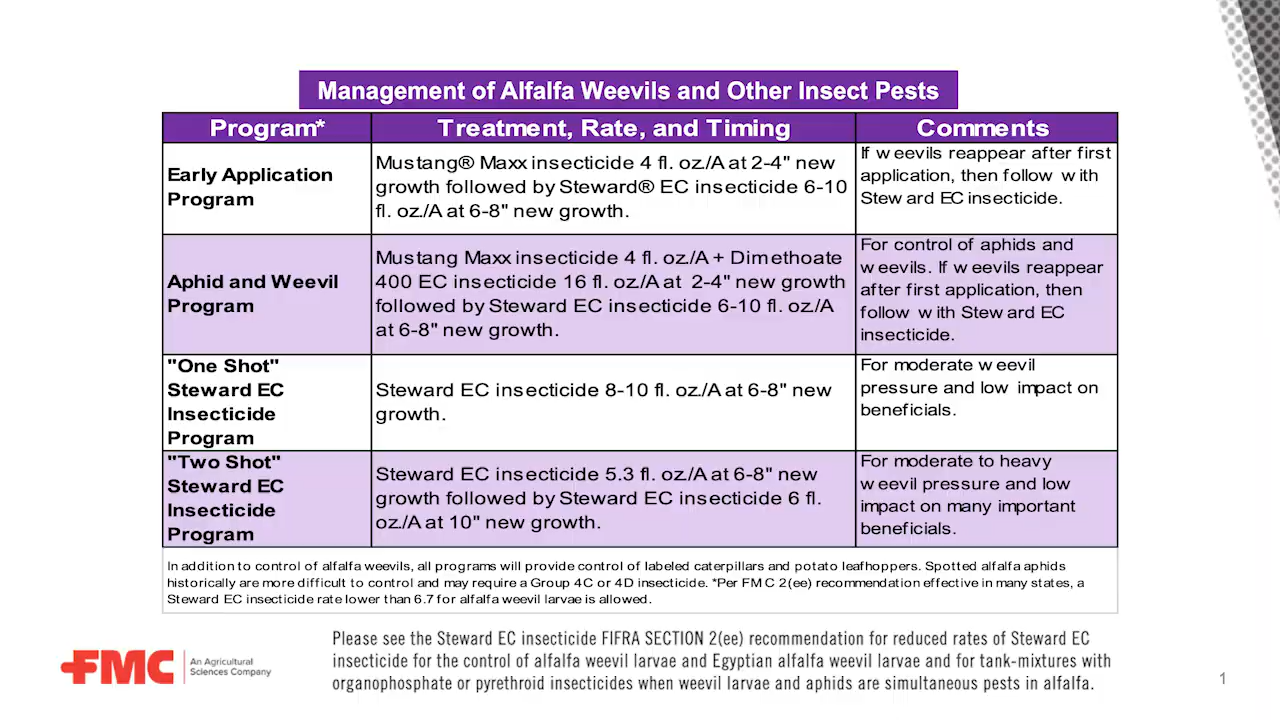 Management of Alfalfa Weevils and Other Insect Pests
Program*
Treatment, Rate, and Timing
Comments
Early Application
Program
Mustang® Maxx insecticide 4 fl. oz./A at 2-4" new
growth followed by Steward® EC insecticide 6-10
fl. oz./A at 6-8" new growth.
If weevils reappear after first
application, then follow with
Steward EC insecticide.
Aphid and Weevil
Program
Mustang Maxx insecticide 4 fl. oz./A + Dimethoate
400 EC insecticide 16 fl. oz./A at 2-4" new growth
followed by Steward EC insecticide 6-10 fl. oz./A
at 6-8" new growth.
For control of aphids and
weevils. If weevils reappear
after first application, then
follow with Steward EC
insecticide.
"One Shot"
Steward EC
Insecticide
Program
Steward EC insecticide 8-10 fl. oz./A at 6-8" new
growth.
For moderate weevil
pressure and low impact on
beneficials.
"Two Shot"
Steward EC
Insecticide
Program
Steward EC insecticide 5.3 fl. oz./A at 6-8" new
growth followed by Steward EC insecticide 6 fl.
oz./A at 10" new growth.
For moderate to heavy
weevil pressure and low
impact on many important
beneficials.
In addition to control of alfalfa weevils, all programs will provide control of labeled caterpillars and potato leafhoppers. Spotted alfalfa aphids
historically are more difficult to control and may require a Group 4C or 4D insecticide. *Per FMC 2(ee) recommendation effective in many states, a
Steward EC insecticide rate lower than 6.7 for alfalfa weevil larvae is allowed.
FMC
An Agricultural
Sciences Company
Please see the Steward EC insecticide FIFRA SECTION 2(ee) recommendation for reduced rates of Steward EC
insecticide for the control of alfalfa weevil larvae and Egyptian alfalfa weevil larvae and for tank-mixtures with
organophosphate or pyrethroid insecticides when weevil larvae and aphids are simultaneous pests in alfalfa.
1